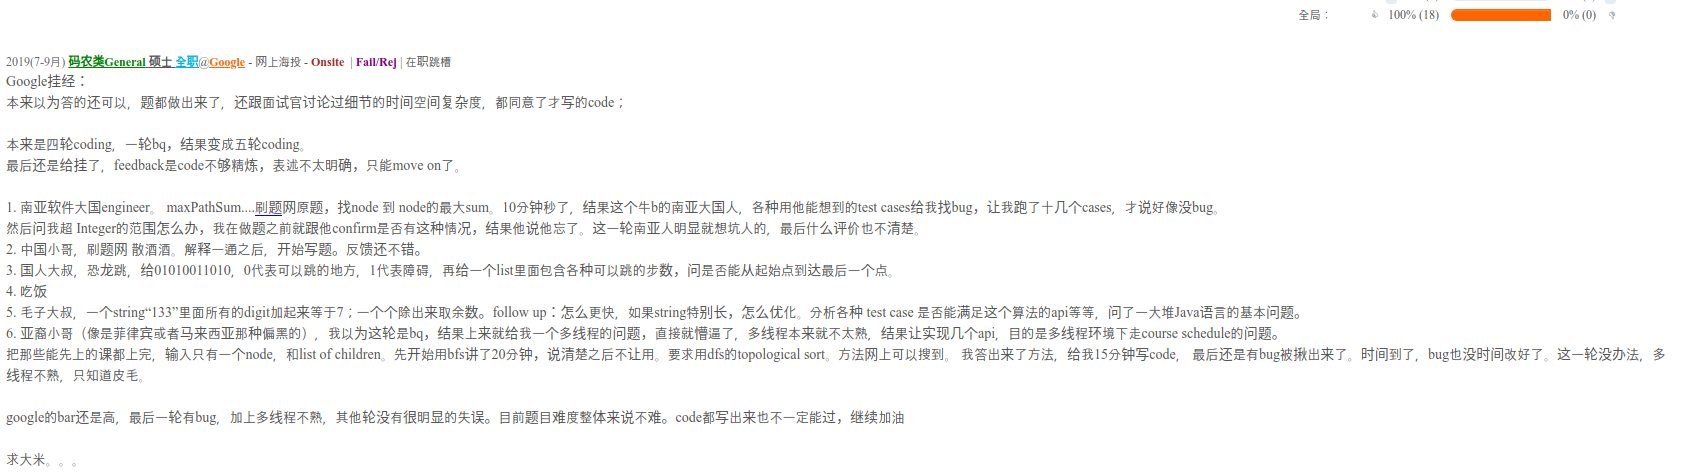 全局： 100% (18) 0% (0)
2019(7-9月) 码农类General 硕士 全职@Google - 网上海投 - Onsite | Fail/Rej | 在职跳槽
Google挂经：
本来以为答的还可以，题都做出来了，还跟面试官讨论过细节的时间空间复杂度，都同意了才写的code；
本来是四轮coding，一轮bq，结果变成五轮coding。
最后还是给挂了，feedback是code不够精炼，表述不太明确，只能move on了。
1. 南亚软件大国engineer。 maxPathSum....刷题网原题，找node 到 node的最大sum。10分钟秒了，结果这个牛b的南亚大国人，各种用他能想到的test cases给我找bug，让我跑了十几个cases，才说好像没bug。
然后问我超 Integer的范围怎么办，我在做题之前就跟他confirm是否有这种情况，结果他说他忘了。这一轮南亚人明显就想坑人的，最后什么评价也不清楚。
2. 中国小哥，刷题网 散酒酒。解释一通之后，开始写题。反馈还不错。
3. 国人大叔，恐龙跳，给01010011010，0代表可以跳的地方，1代表障碍，再给一个list里面包含各种可以跳的步数，问是否能从起始点到达最后一个点。
4. 吃饭
5. 毛子大叔，一个string“133”里面所有的digit加起来等于7；一个个除出来取余数。follow up：怎么更快，如果string特别长，怎么优化。分析各种 test case 是否能满足这个算法的api等等，问了一大堆Java语言的基本问题。
6. 亚裔小哥（像是菲律宾或者马来西亚那种偏黑的），我以为这轮是bq，结果上来就给我一个多线程的问题，直接就懵逼了，多线程本来就不太熟，结果让实现几个api，目的是多线程环境下走course schedule的问题。
把那些能先上的课都上完，输入只有一个node，和list of children。先开始用bfs讲了20分钟，说清楚之后不让用。要求用dfs的topological sort。方法网上可以搜到。 我答出来了方法，给我15分钟写code， 最后还是有bug被揪出来了。时间到了，bug也没时间改好了。这一轮没办法，多
线程不熟，只知道皮毛。
google的bar还是高，最后一轮有bug，加上多线程不熟，其他轮没有很明显的失误。目前题目难度整体来说不难。code都写出来也不一定能过，继续加油
求大米。。。